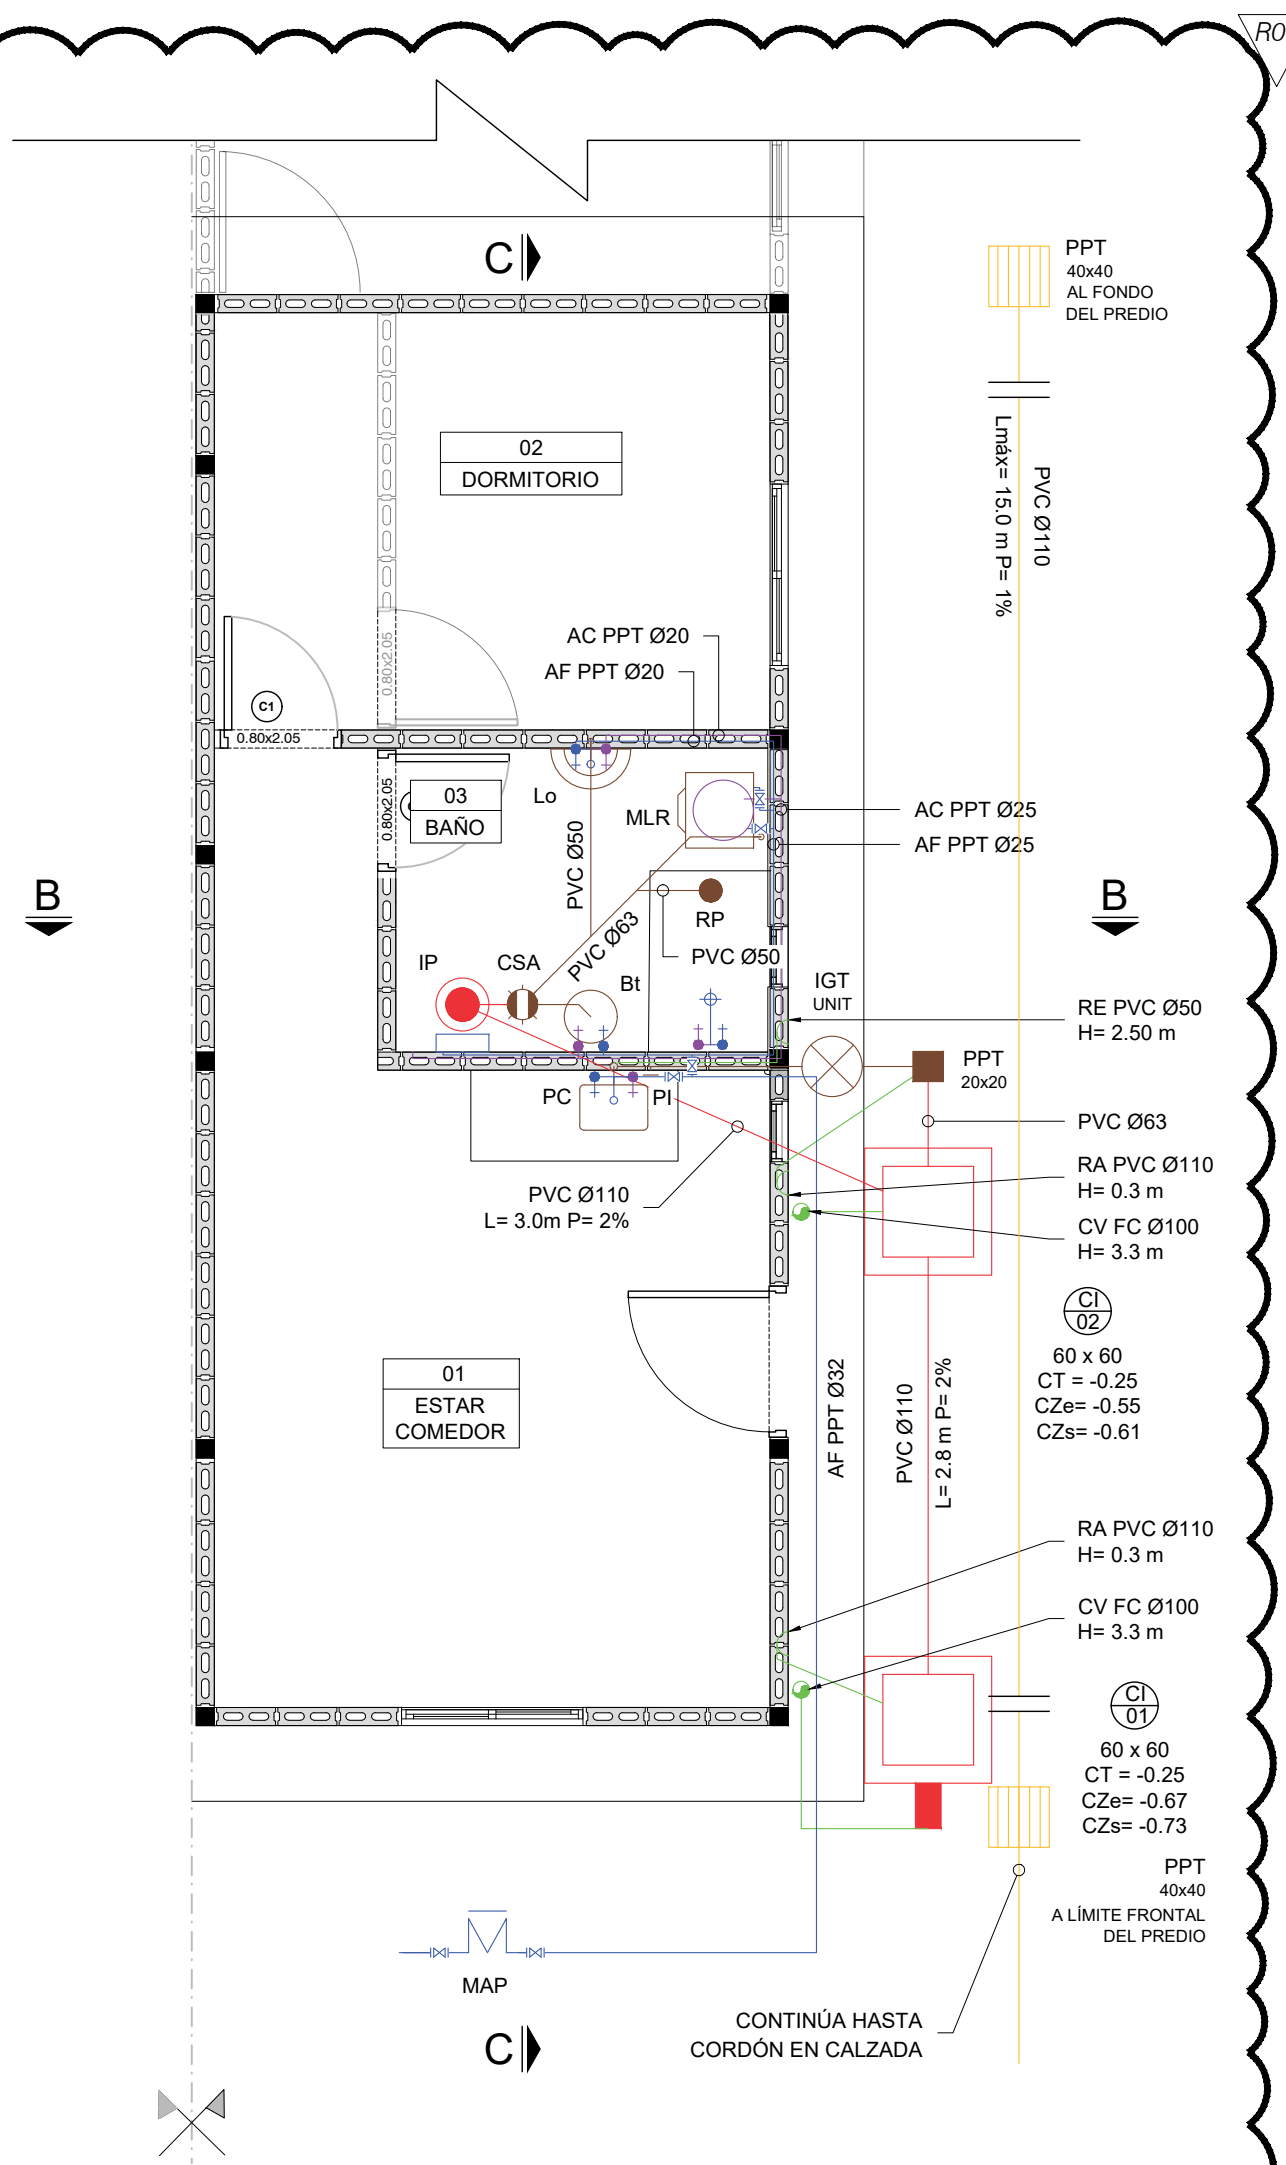 R0
C
PPT
40x40
AL FONDO
DEL PREDIO
PVC Ø110
Lmáx= 15.0 m P= 1%
02
DORMITORIO
AC PPT Ø20
AF PPT Ø20
0.80x2.05
C1
0.80x2.05
0.80x2.05
03
BAÑO
Lo
MLR
AC PPT Ø25
AF PPT Ø25
PVC Ø50
PVC Ø63
RP
PVC Ø50
B
B
IP
CSA
Bt
IGT
UNIT
RE PVC Ø50
H= 2.50 m
PPT
20x20
PC
PI
PVC Ø63
PVC Ø110
L= 3.0m P= 2%
RA PVC Ø110
H= 0.3 m
CV FC Ø100
H= 3.3 m
CI
02
60 x 60
CT = -0.25
CZe= -0.55
CZs= -0.61
01
ESTAR
COMEDOR
AF PPT Ø32
PVC Ø110
L= 2.8 m P= 2%
RA PVC Ø110
H= 0.3 m
CV FC Ø100
H= 3.3 m
CI
01
60 x 60
CT = -0.25
CZe= -0.67
CZs= -0.73
PPT
40x40
A LÍMITE FRONTAL
DEL PREDIO
MAP
CONTINÚA HASTA
CORDÓN EN CALZADA
C